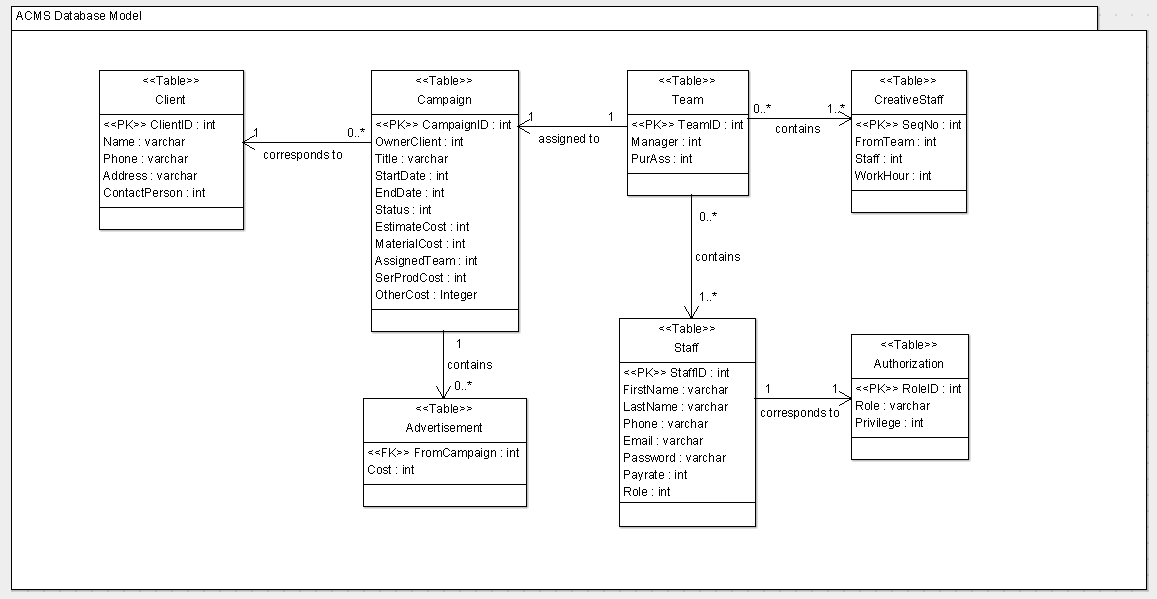 ACMS Database Model
<<Table>>
Client
<<PK>> ClientID : int
Name : varchar
Phone : varchar
Address : varchar
ContactPerson : int
1
0..*
corresponds to
<<Table>>
Campaign
<<PK>> CampaignID : int
OwnerClient : int
Title : varchar
StartDate : int
EndDate : int
Status : int
EstimateCost : int
MaterialCost : int
AssignedTeam : int
SerProdCost : int
OtherCost : Integer
1
1
assigned to
<<Table>>
Team
<<PK>> TeamID : int
Manager : int
PurAss : int
0..*
1..*
contains
<<Table>>
CreativeStaff
<<PK>> SeqNo : int
FromTeam : int
Staff : int
WorkHour : int
0..*
contains
1..*
1
contains
0..*
<<Table>>
Advertisement
<<FK>> FromCampaign : int
Cost : int
<<Table>>
Staff
<<PK>> StaffID : int
FirstName : varchar
LastName : varchar
Phone : varchar
Email : varchar
Password : varchar
Payrate : int
Role : int
1
1
corresponds to
<<Table>>
Authorization
<<PK>> RoleID : int
Role : varchar
Privilege : int